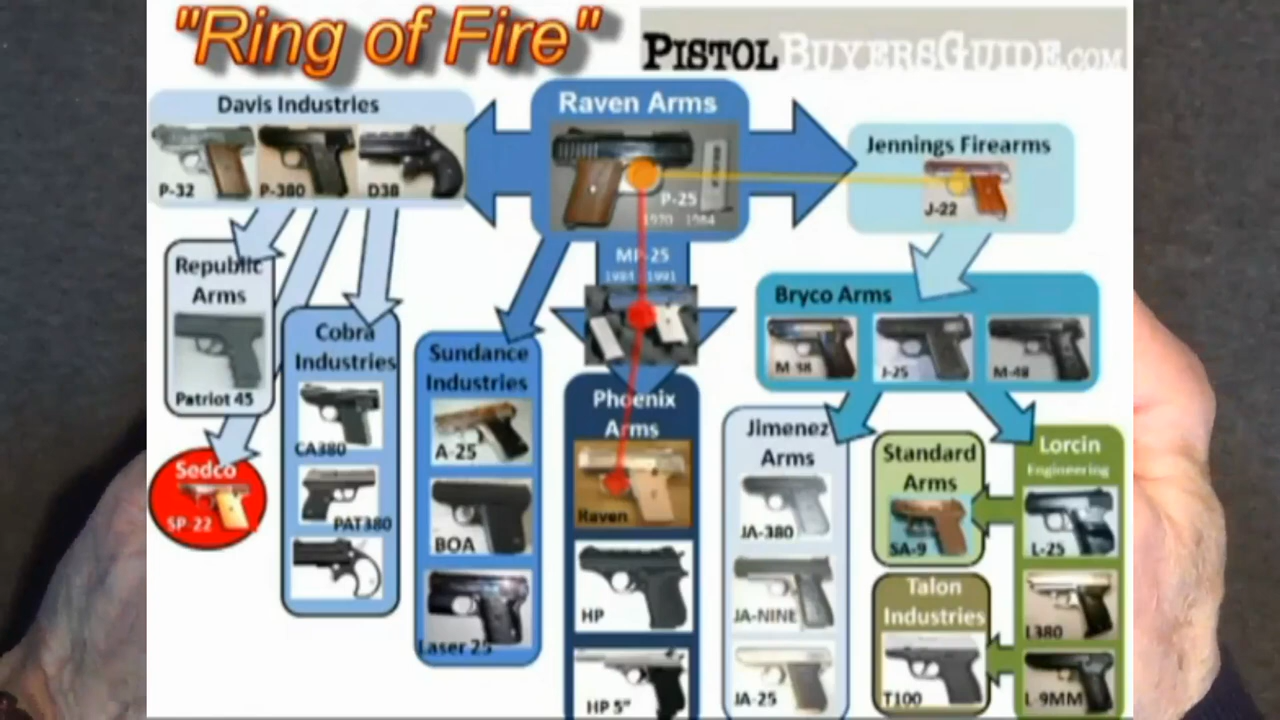 "Ring of Fire"
PISTOLBUYERSGUIDE.COM
Davis Industries
P-32
P-380
D38
Raven Arms
P-25
1970 1984
Jennings Firearms
J-22
MP-25
1984 1991
Republic
Arms
Patriot 45
Sedco
SP-22
Cobra
Industries
CA380
PAT380
Sundance
Industries
A-25
BOA
Laser 25
Phoenix
Arms
Raven
HP
HP 5"
Bryco Arms
M-38
J-25
M-48
Jimenez
Arms
JA-380
JA-NINE
JA-25
Standard
Arms
SA-9
Talon
Industries
T100
Lorcin
Engineering
L-25
L380
L-9MM